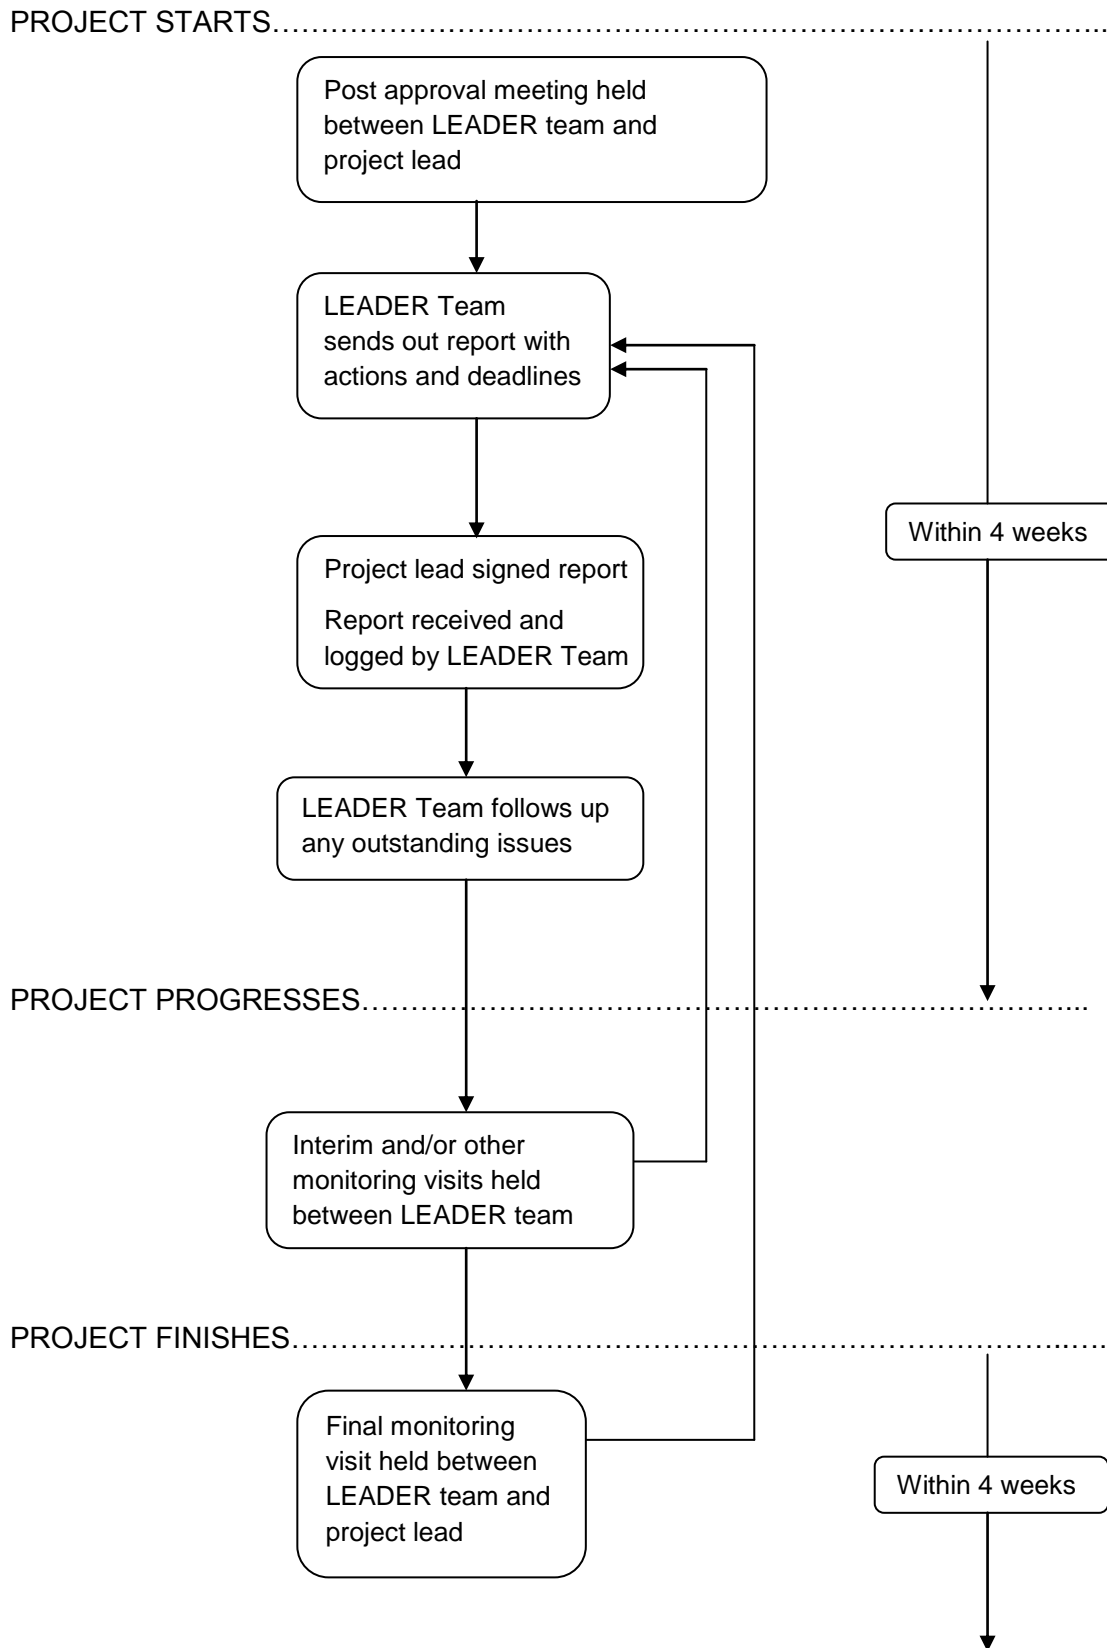 PROJECT STARTS……………………………………………………………………………………..
Post approval meeting held
between LEADER team and
project lead
LEADER Team
sends out report with
actions and deadlines
Within 4 weeks
Project lead signed report
Report received and
logged by LEADER Team
LEADER Team follows up
any outstanding issues
PROJECT PROGRESSES…………………………………………………………………………...
Interim and/or other
monitoring visits held
between LEADER team
PROJECT FINISHES……………………………………………………………………………..…..
Final monitoring
visit held between
LEADER team and
project lead
Within 4 weeks